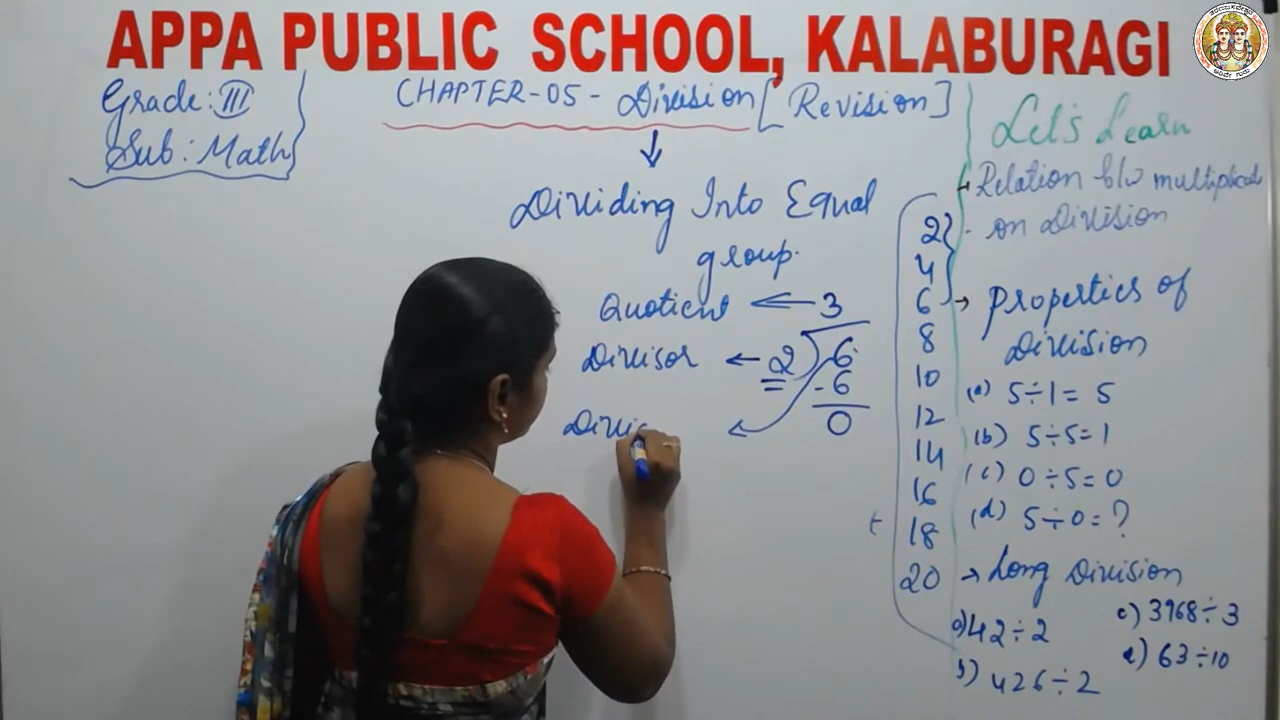 APPA PUBLIC SCHOOL, KALABURAGI
Grade: III
Sub: Math
CHAPTER-05 - Division [Revision]
↓
Dividing Into Equal
group.
Quotient ⇐ 3
Divisor ← 2) 6
- 6
0
Divis
2
4
6
8
10
12
14
16
18
20
Let's Learn
→ Relation b/w multiplicati
on Division
→ Properties of
Division
(a) 5÷1= 5
(b) 5÷5=1
(c) 0÷5=0
(d) 5÷0=?
→ Long Division
a) 42÷2
b) 426÷2
c) 3968÷3
63÷10